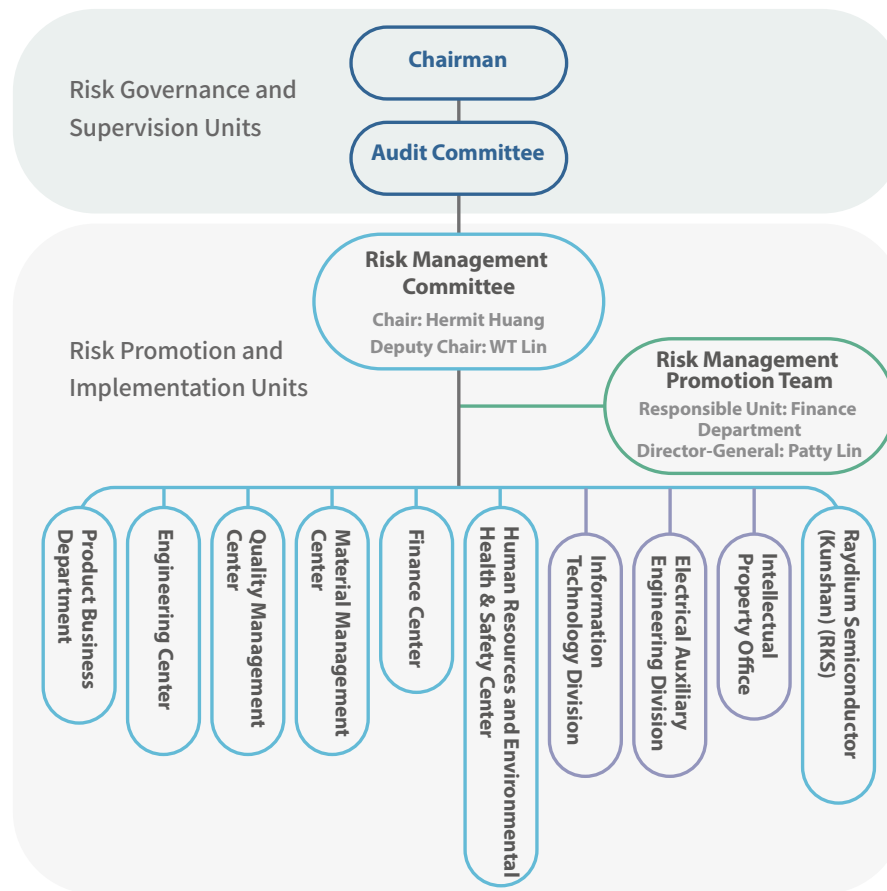 Risk Governance and
Supervision Units
Chairman
Audit Committee
Risk Management
Committee
Chair: Hermit Huang
Deputy Chair: WT Lin
Risk Promotion and
Implementation Units
Risk Management
Promotion Team
Responsible Unit: Finance
Department
Director-General: Patty Lin
Product Business
Department
Engineering Center
Quality Management
Center
Material Management
Center
Finance Center
Human Resources and Environmental
Health & Safety Center
Information
Technology Division
Electrical Auxiliary
Engineering Division
Intellectual
Property Office
Raydium Semiconductor
(Kunshan) (RKS)